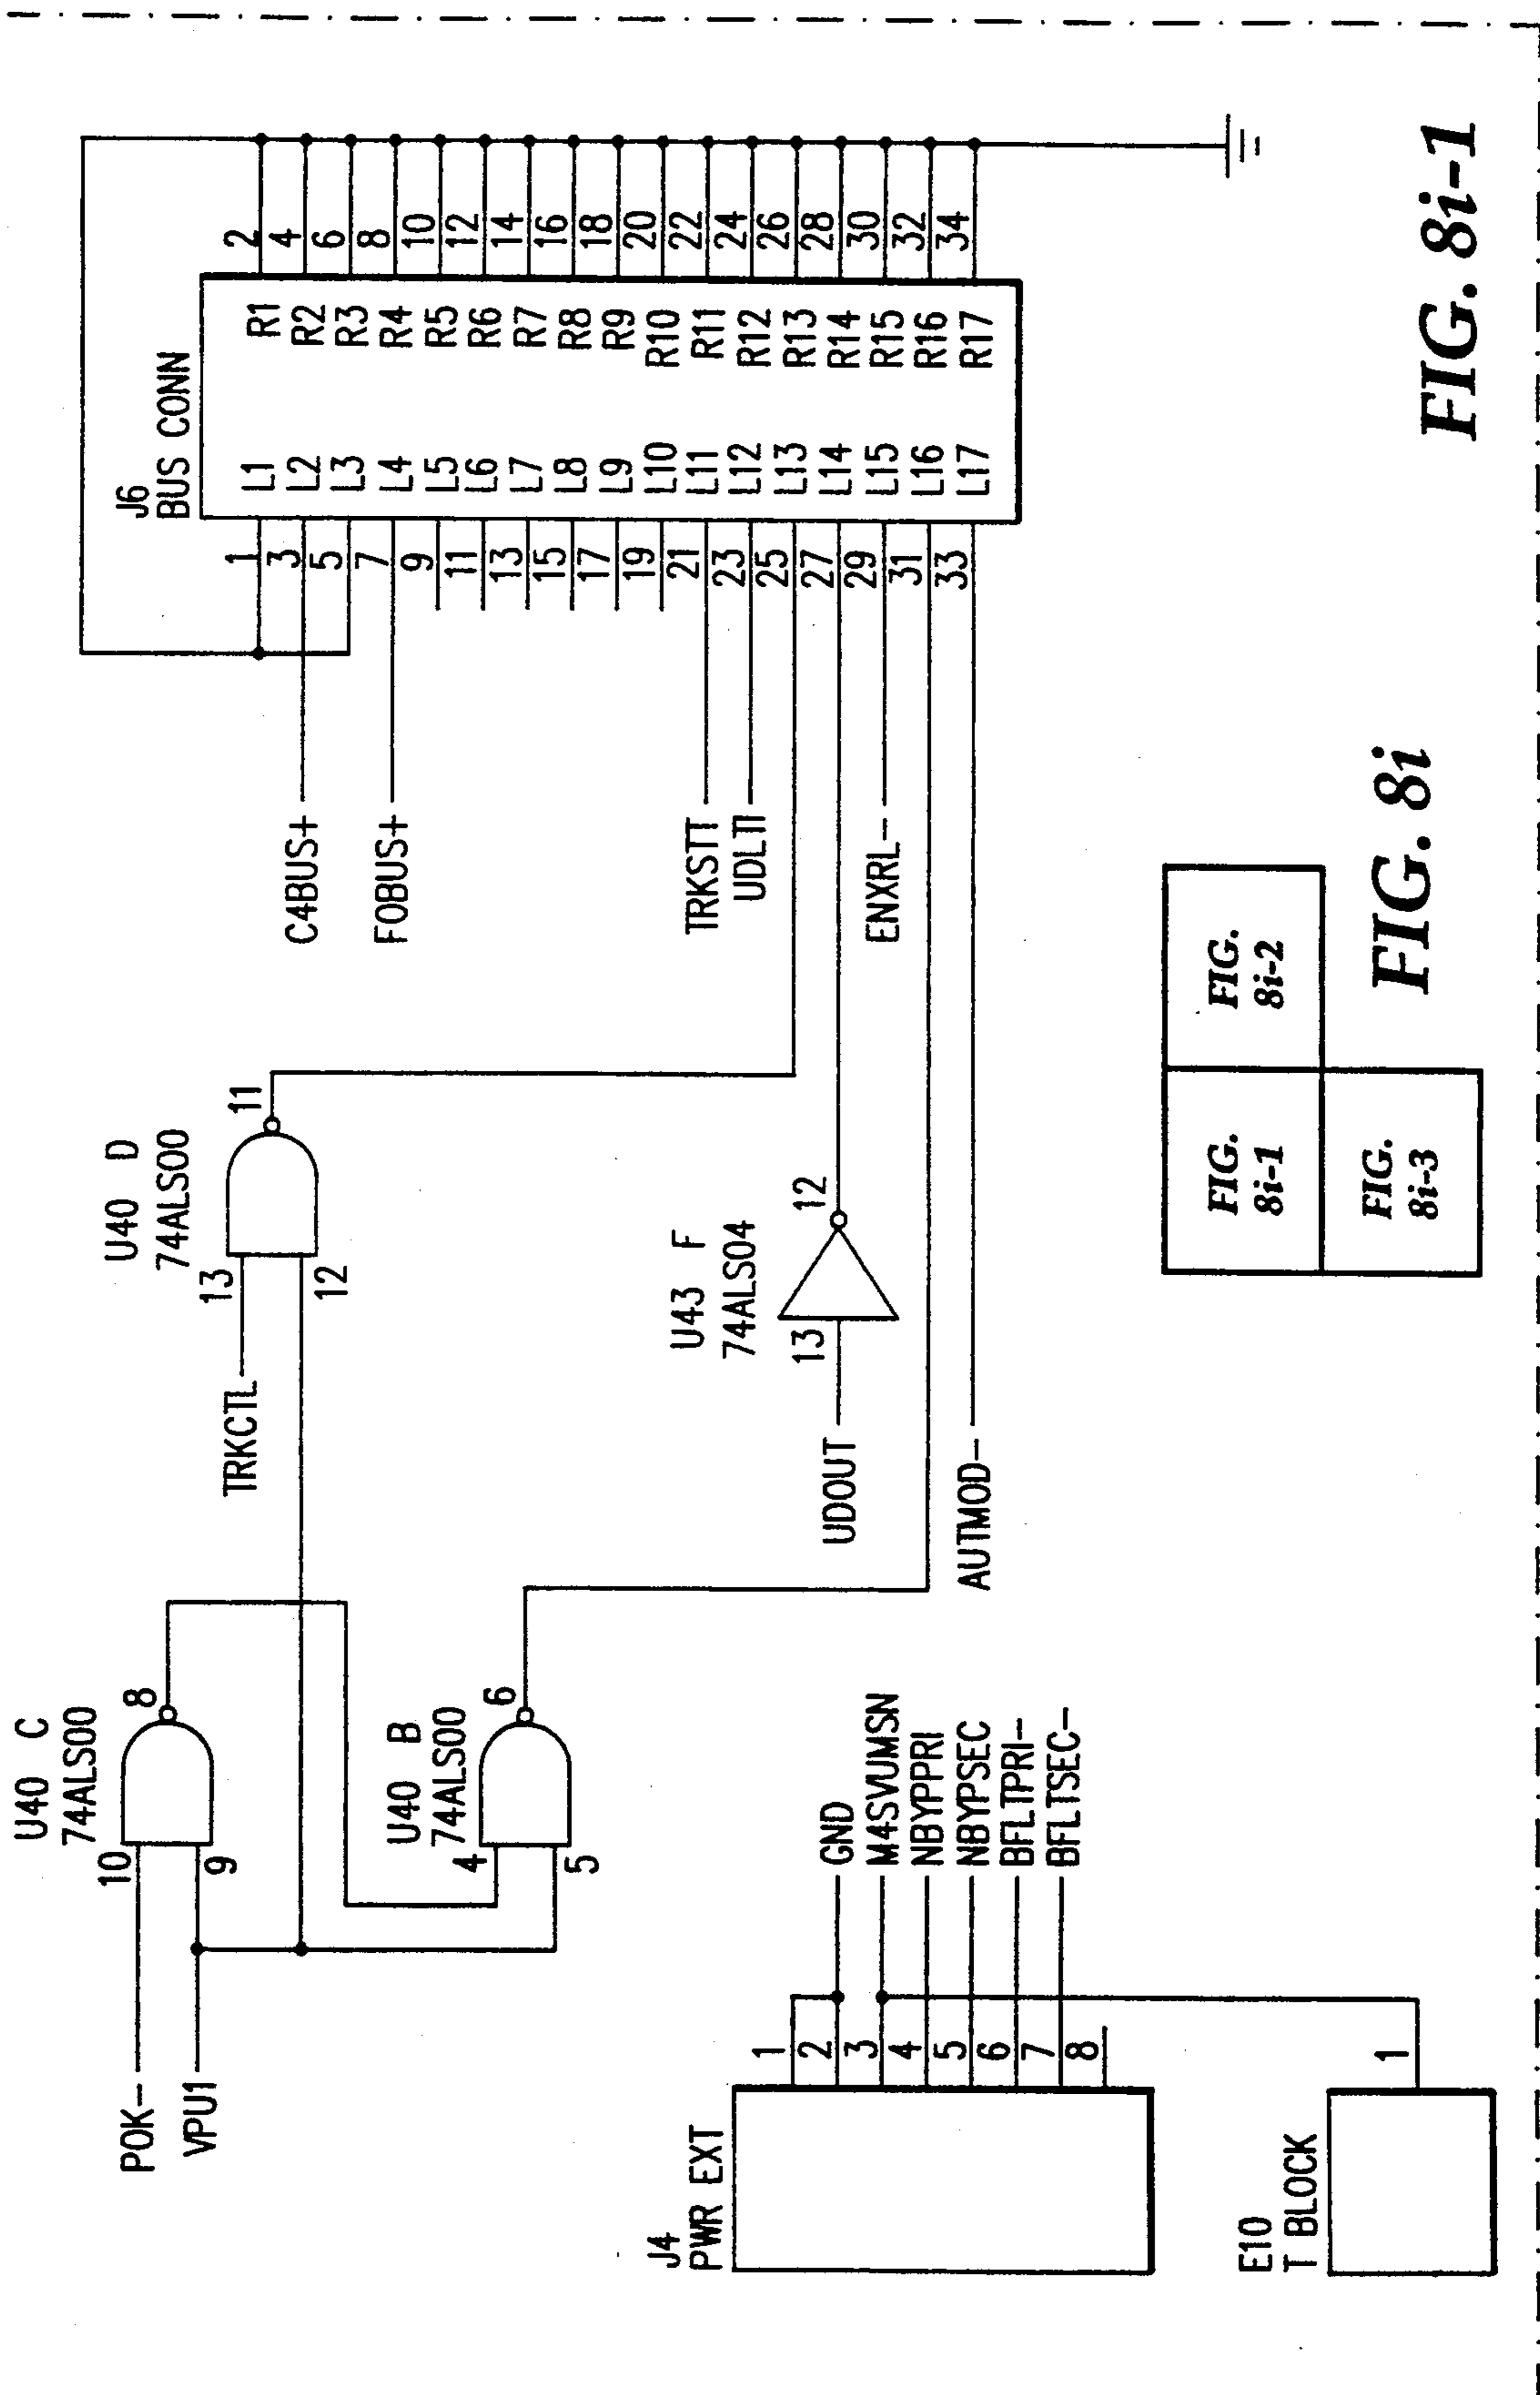 U40 C
74ALS00
POK-
VPU1
10
9
8
U40 B
74ALS00
4
5
6
U40 D
74ALS00
TRKCTL
13
12
11
U43 F
74ALS04
UDOUT
13
12
AUTMOD-
C4BUS+
F0BUS+
TRKSTT
UDLTI
ENXRL-
J6
BUS CONN
1 L1 R1 2
3 L2 R2 4
5 L3 R3 6
7 L4 R4 8
9 L5 R5 10
11 L6 R6 12
13 L7 R7 14
15 L8 R8 16
17 L9 R9 18
19 L10 R10 20
21 L11 R11 22
23 L12 R12 24
25 L13 R13 26
27 L14 R14 28
29 L15 R15 30
31 L16 R16 32
33 L17 R17 34
J4
PWR EXT
1
2 GND
3 M4SVUMSN
4 NBYPPRI
5 NBYPSEC
6 BFLTPRI-
7 BFLTSEC-
8
E10
T BLOCK
1
FIG.
8i-1
FIG.
8i-2
FIG.
8i-3
FIG. 8i
FIG. 8i-1